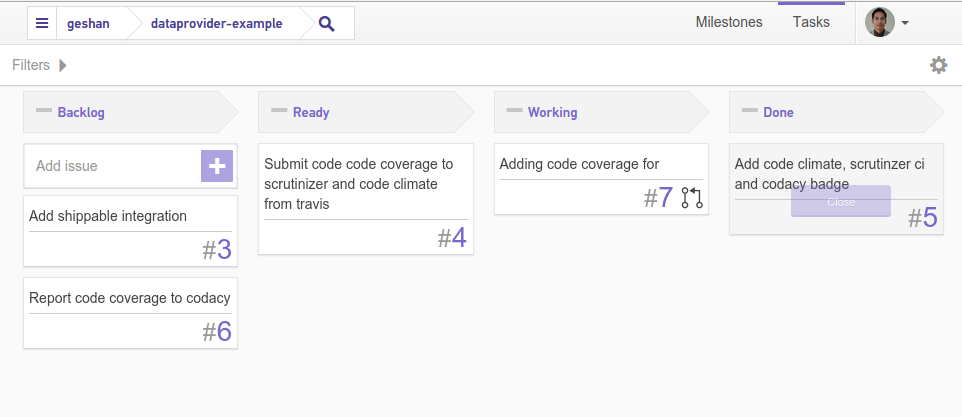 geshan
dataprovider-example
Milestones
Tasks
Filters
Backlog
Add issue
Add shippable integration
#3
Report code coverage to codacy
#6
Ready
Submit code code coverage to
scrutinizer and code climate
from travis
#4
Working
Adding code coverage for
#7
Done
Add code climate, scrutinzer ci
and codacy badge
Close
#5